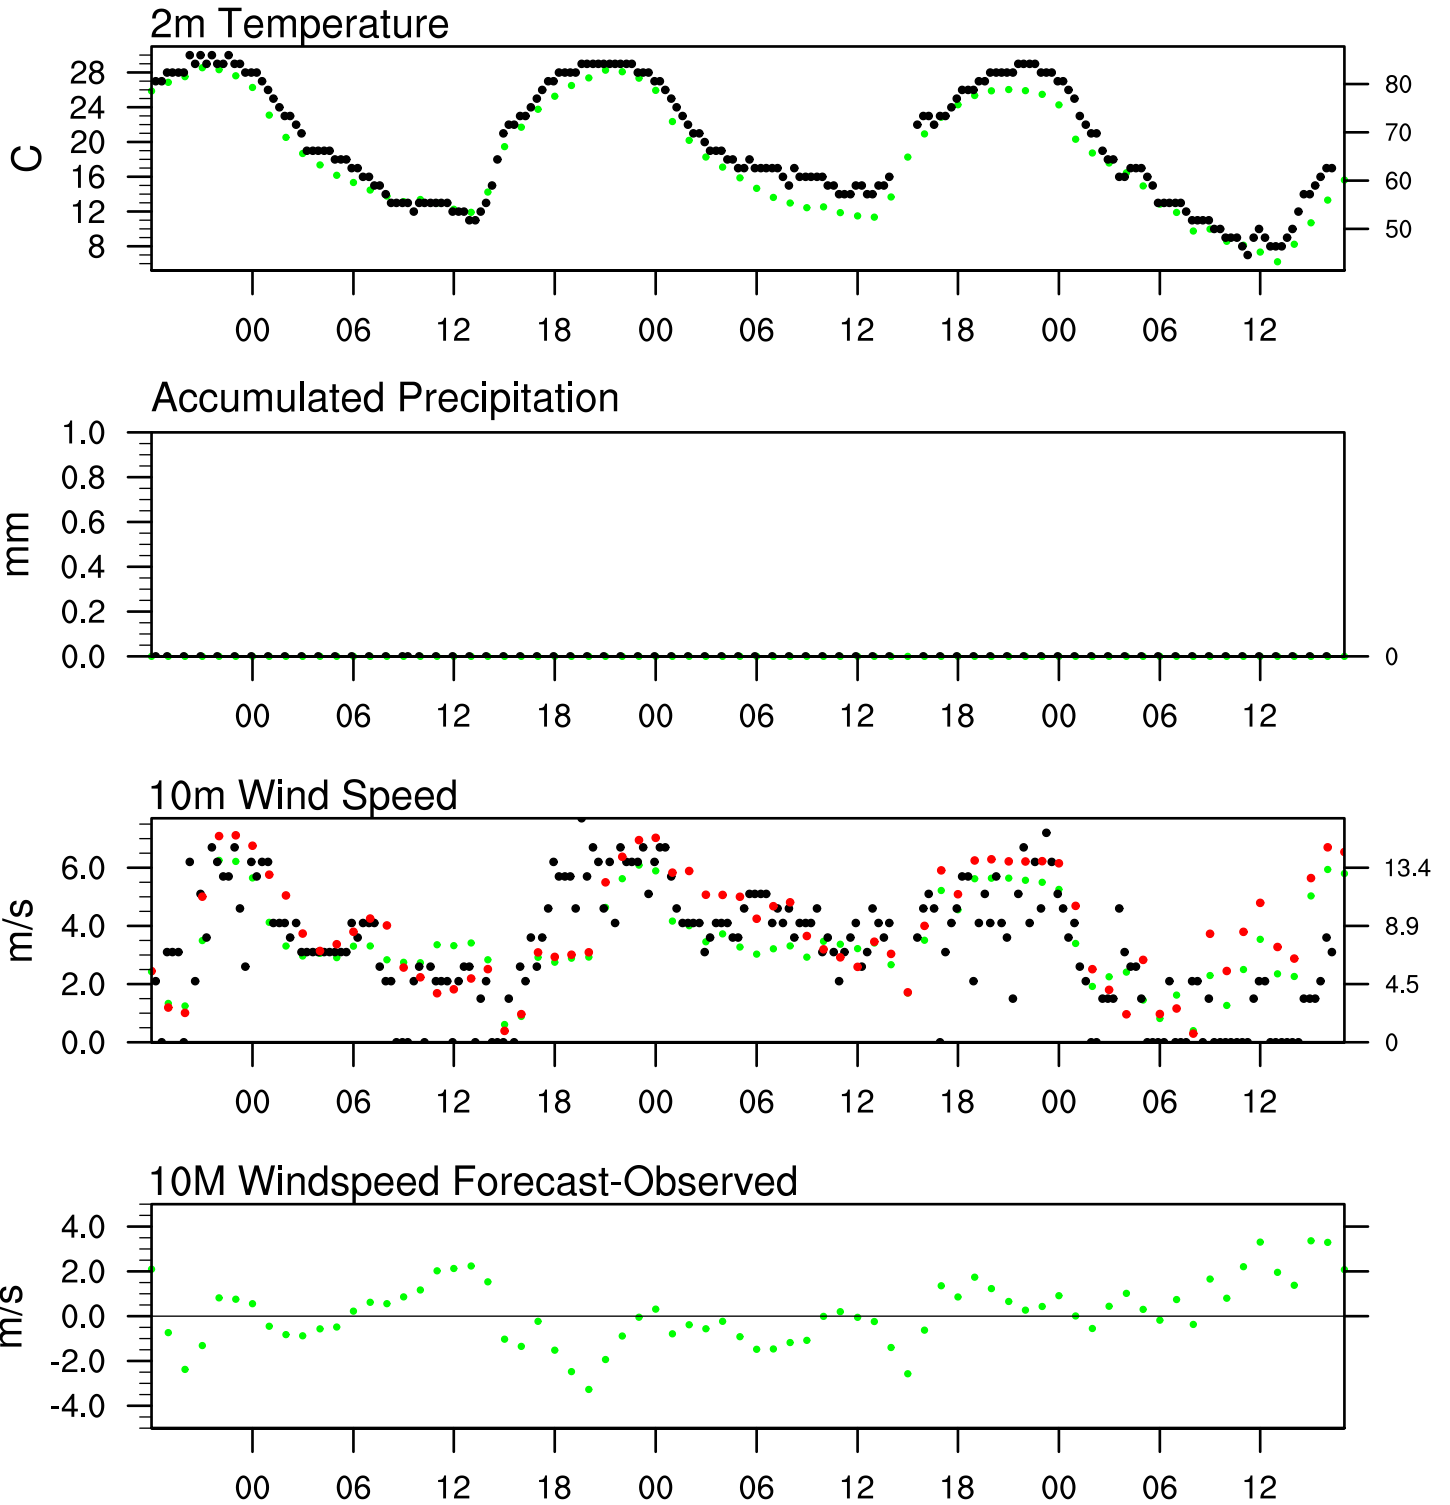 2m Temperature
C
28
24
20
16
12
8
80
70
60
50
00 06 12 18 00 06 12 18 00 06 12
Accumulated Precipitation
mm
1.0
0.8
0.6
0.4
0.2
0.0
0
00 06 12 18 00 06 12 18 00 06 12
10m Wind Speed
m/s
6.0
4.0
2.0
0.0
13.4
8.9
4.5
0
00 06 12 18 00 06 12 18 00 06 12
10M Windspeed Forecast-Observed
m/s
4.0
2.0
0.0
-2.0
-4.0
00 06 12 18 00 06 12 18 00 06 12